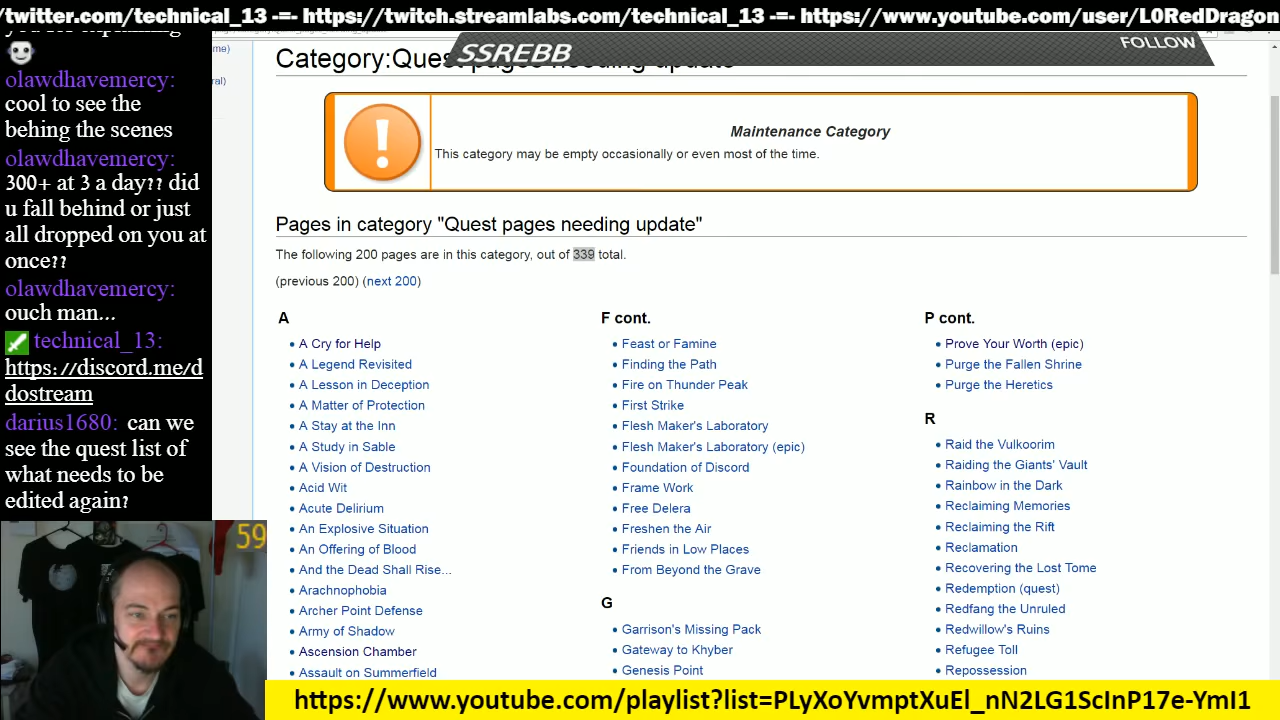 /twitter.com/technical_13 -=- https://twitch.streamlabs.com/technical_13 -=- https://www.youtube.com/user/L0RedDragon
you for explaining
olawdhavemercy:
cool to see the
behing the scenes
olawdhavemercy:
300+ at 3 a day?? did
u fall behind or just
all dropped on you at
once??
olawdhavemercy:
ouch man...
technical_13:
https://discord.me/d
dostream
darius1680: can we
see the quest list of
what needs to be
edited again?
59
SSREBB
FOLLOW
Category:Quest pages needing update
Maintenance Category
This category may be empty occasionally or even most of the time.
Pages in category "Quest pages needing update"
The following 200 pages are in this category, out of 339 total.
(previous 200) (next 200)
A
A Cry for Help
A Legend Revisited
A Lesson in Deception
A Matter of Protection
A Stay at the Inn
A Study in Sable
A Vision of Destruction
Acid Wit
Acute Delirium
An Explosive Situation
An Offering of Blood
And the Dead Shall Rise...
Arachnophobia
Archer Point Defense
Army of Shadow
Ascension Chamber
Assault on Summerfield
F cont.
Feast or Famine
Finding the Path
Fire on Thunder Peak
First Strike
Flesh Maker's Laboratory
Flesh Maker's Laboratory (epic)
Foundation of Discord
Frame Work
Free Delera
Freshen the Air
Friends in Low Places
From Beyond the Grave
G
Garrison's Missing Pack
Gateway to Khyber
Genesis Point
P cont.
Prove Your Worth (epic)
Purge the Fallen Shrine
Purge the Heretics
R
Raid the Vulkoorim
Raiding the Giants' Vault
Rainbow in the Dark
Reclaiming Memories
Reclaiming the Rift
Reclamation
Recovering the Lost Tome
Redemption (quest)
Redfang the Unruled
Redwillow's Ruins
Refugee Toll
Repossession
https://www.youtube.com/playlist?list=PLyXoYvmptXuEl_nN2LG1ScInP17e-YmI1